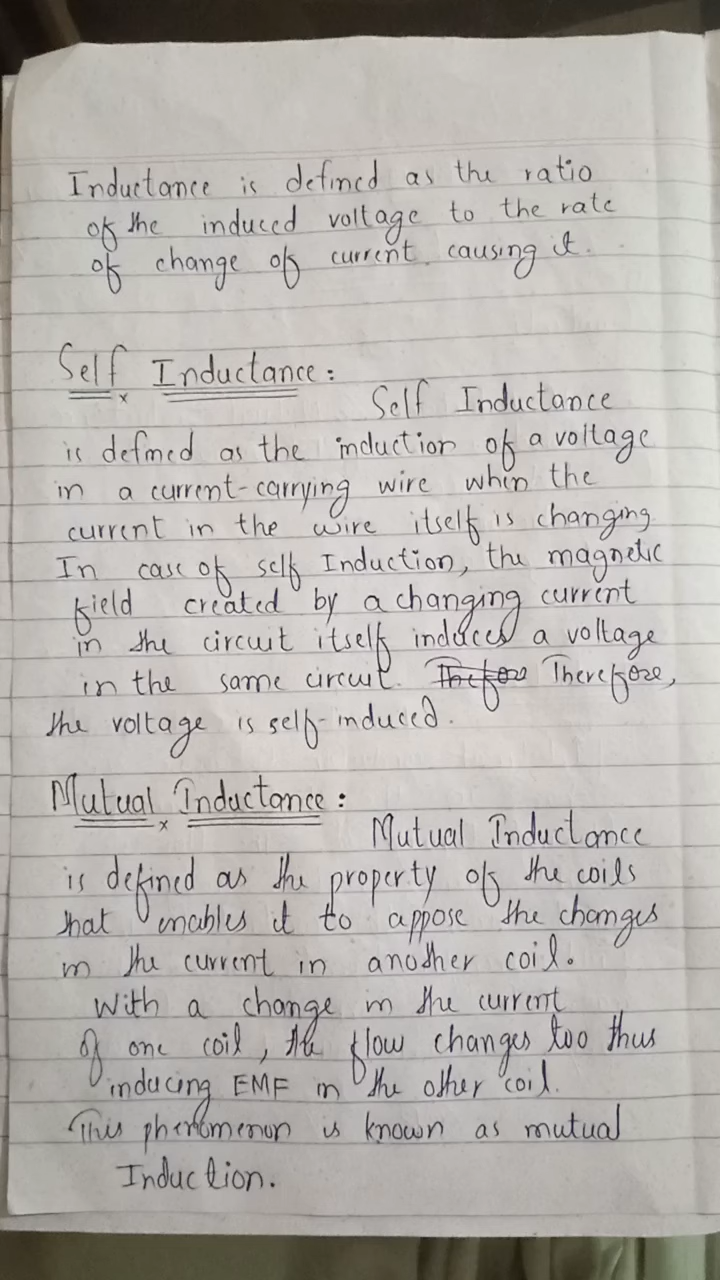 Inductance is defined as the ratio
of the induced voltage to the rate
of change of current causing it.
Self Inductance:
Self Inductance
is defined as the induction of a voltage
in a current-carrying wire when the
current in the wire itself is changing
In case of self Induction, the magnetic
field created by a changing current
in the circuit itself induces a voltage
in the same circuit. Therefore Therefore,
the voltage is self-induced.
Mutual Inductance:
Mutual Inductance
is defined as the property of the coils
that enables it to appose the changes
in the current in another coil.
With a change in the current
of one coil, the flow changes too thus
inducing EMF in the other coil.
This phenomenon is known as mutual
Induction.